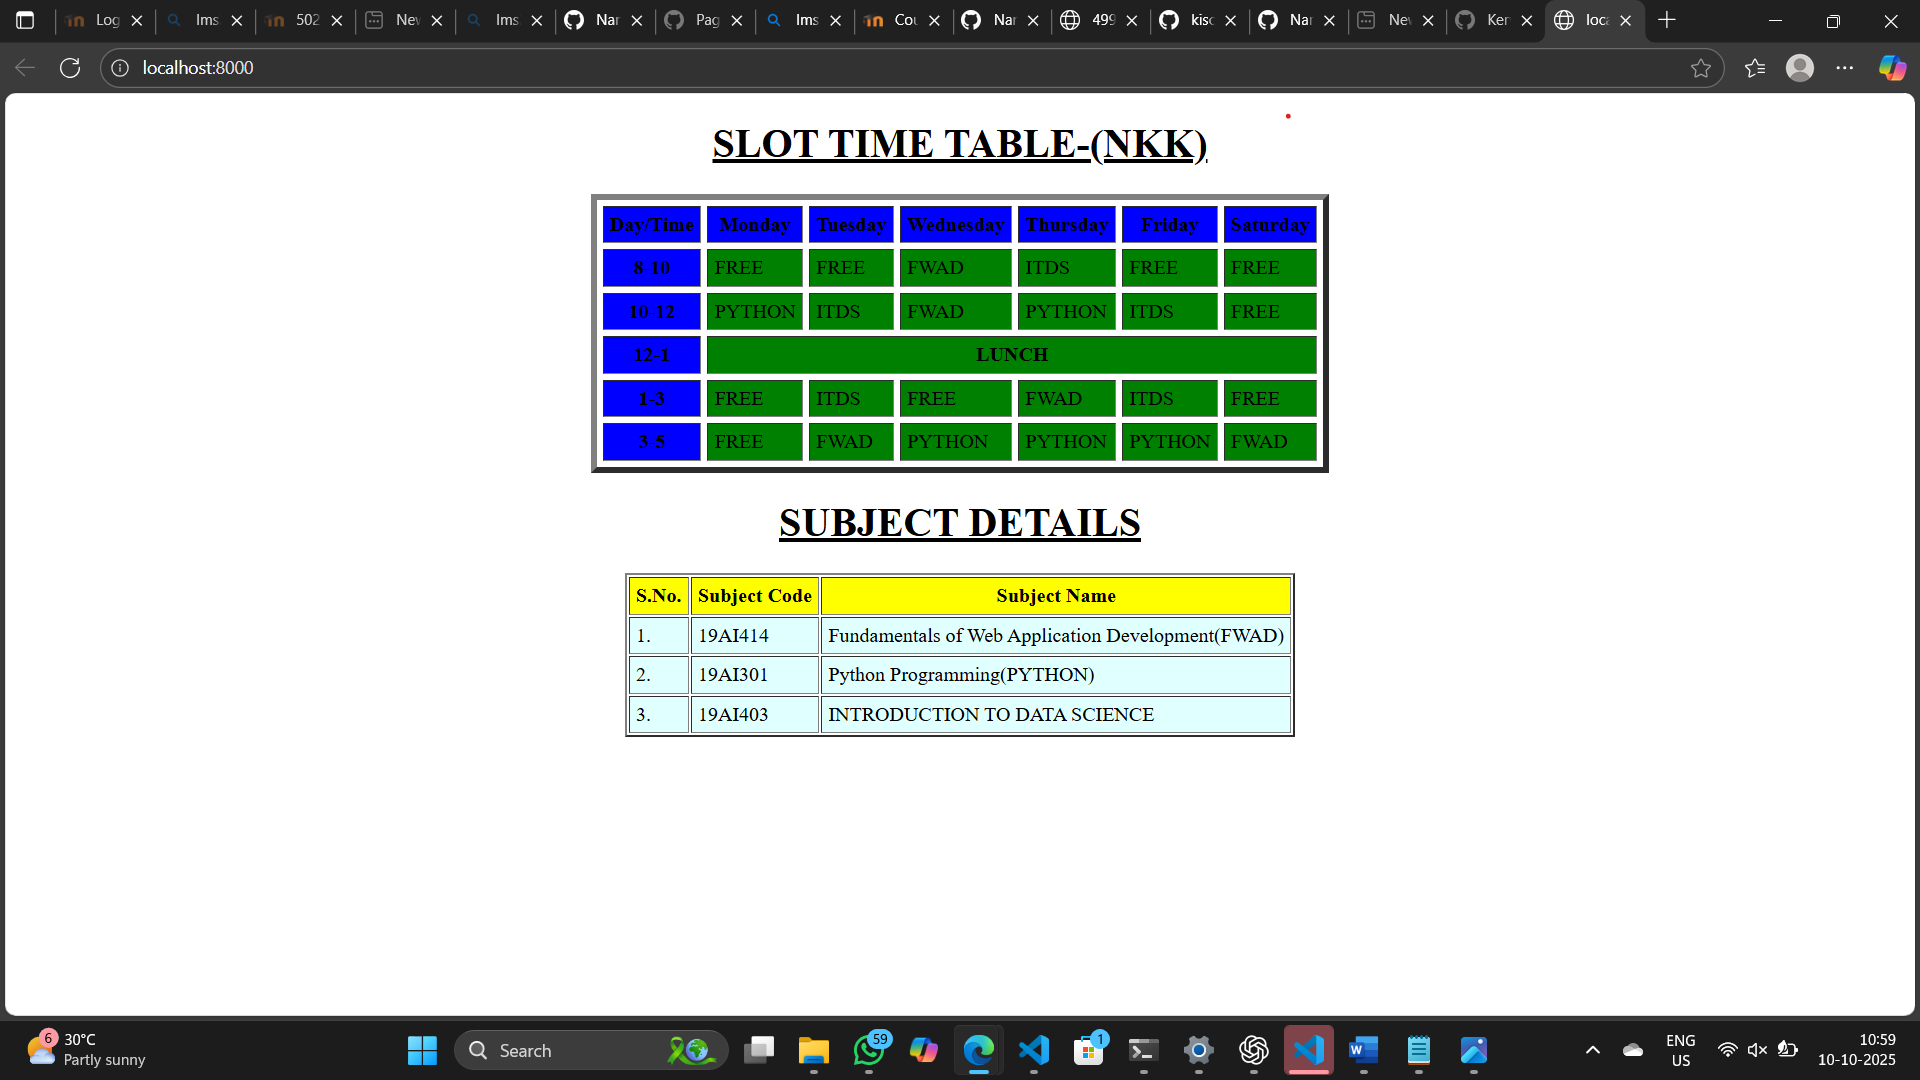 Log
Ims
502
Nev
Ims
Nar
Pag
Ims
Cou
Nar
499
kisc
Nar
Nev
Ker
loca
localhost:8000
SLOT TIME TABLE-(NKK)
Day/Time Monday Tuesday Wednesday Thursday Friday Saturday
8-10 FREE FREE FWAD ITDS FREE FREE
10-12 PYTHON ITDS FWAD PYTHON ITDS FREE
12-1 LUNCH
1-3 FREE ITDS FREE FWAD ITDS FREE
3-5 FREE FWAD PYTHON PYTHON PYTHON FWAD
SUBJECT DETAILS
S.No. Subject Code Subject Name
1. 19AI414 Fundamentals of Web Application Development(FWAD)
2. 19AI301 Python Programming(PYTHON)
3. 19AI403 INTRODUCTION TO DATA SCIENCE
6
30°C
Partly sunny
Search
59
1
ENG
US
10:59
10-10-2025